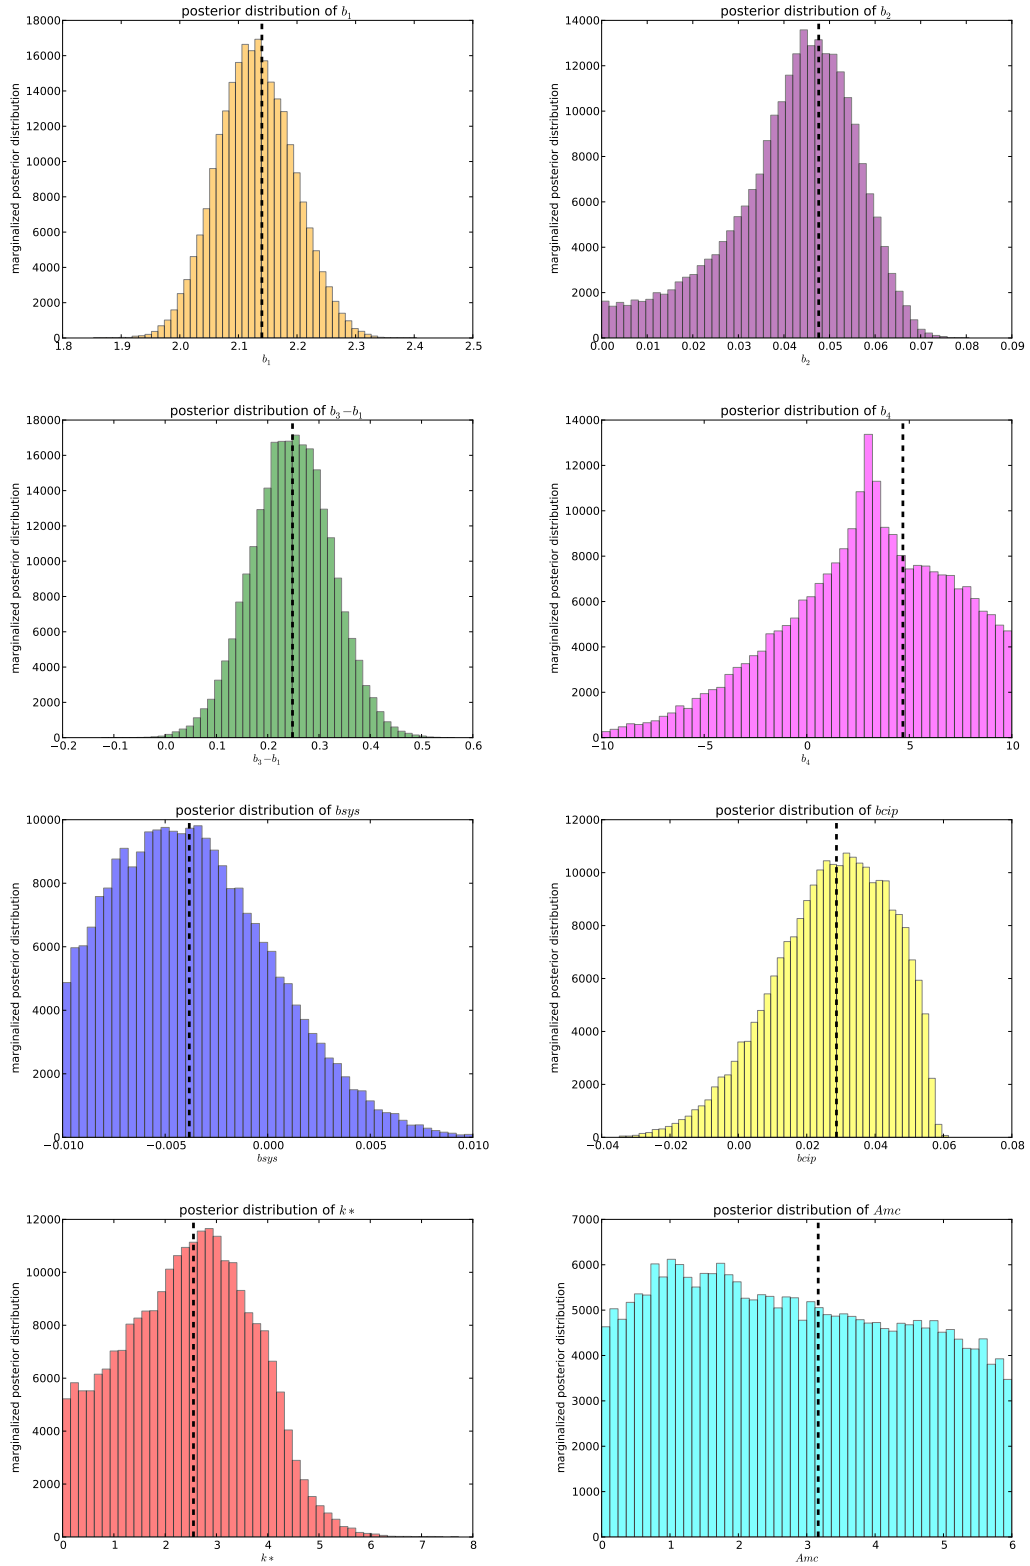 posterior distribution of b₁
marginalized posterior distribution
18000
16000
14000
12000
10000
8000
6000
4000
2000
0
1.8 1.9 2.0 2.1 2.2 2.3 2.4 2.5
b₁
posterior distribution of b₂
marginalized posterior distribution
14000
12000
10000
8000
6000
4000
2000
0
0.00 0.01 0.02 0.03 0.04 0.05 0.06 0.07 0.08 0.09
b₂
posterior distribution of b₃−b₁
marginalized posterior distribution
18000
16000
14000
12000
10000
8000
6000
4000
2000
0
−0.2 −0.1 0.0 0.1 0.2 0.3 0.4 0.5 0.6
b₃−b₁
posterior distribution of b₄
marginalized posterior distribution
14000
12000
10000
8000
6000
4000
2000
0
−10 −5 0 5 10
b₄
posterior distribution of bsys
marginalized posterior distribution
10000
8000
6000
4000
2000
0
−0.010 −0.005 0.000 0.005 0.010
bsys
posterior distribution of bcip
marginalized posterior distribution
12000
10000
8000
6000
4000
2000
0
−0.04 −0.02 0.00 0.02 0.04 0.06 0.08
bcip
posterior distribution of k∗
marginalized posterior distribution
12000
10000
8000
6000
4000
2000
0
0 1 2 3 4 5 6 7 8
k∗
posterior distribution of Amc
marginalized posterior distribution
7000
6000
5000
4000
3000
2000
1000
0
0 1 2 3 4 5 6
Amc